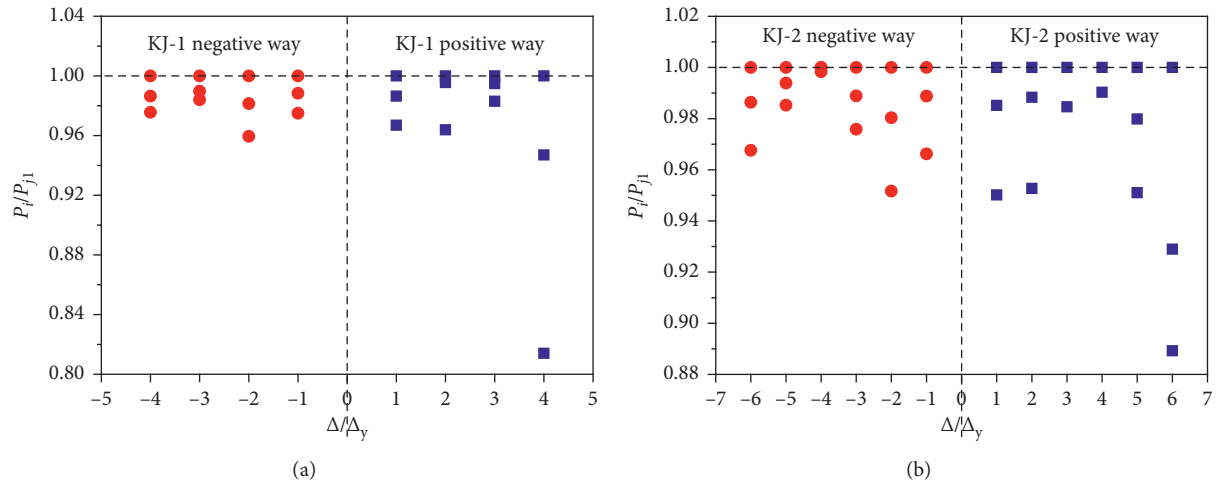 1.04
1.00
0.96
0.92
0.88
0.84
0.80
P_i/P_j1
KJ-1 negative way
KJ-1 positive way
–5 –4 –3 –2 –1 0 1 2 3 4 5
Δ/Δy
(a)
1.02
1.00
0.98
0.96
0.94
0.92
0.90
0.88
P_i/P_j1
KJ-2 negative way
KJ-2 positive way
–7 –6 –5 –4 –3 –2 –1 0 1 2 3 4 5 6 7
Δ/Δy
(b)